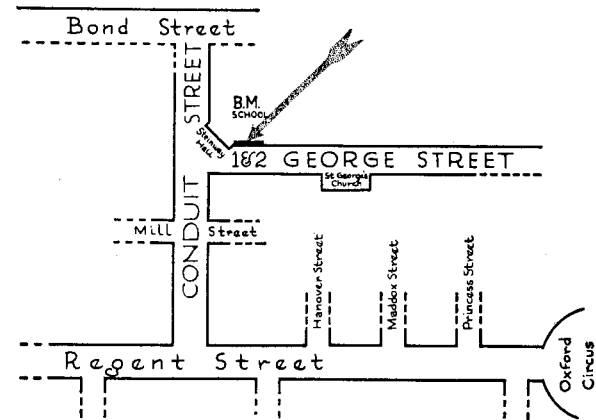 Bond Street
CONDUIT STREET
B.M.
SCHOOL
Steinway
Hall
1&2 GEORGE STREET
St George's
Church
Mill Street
Hanover Street
Maddox Street
Princess Street
Regent Street
Oxford
Circus